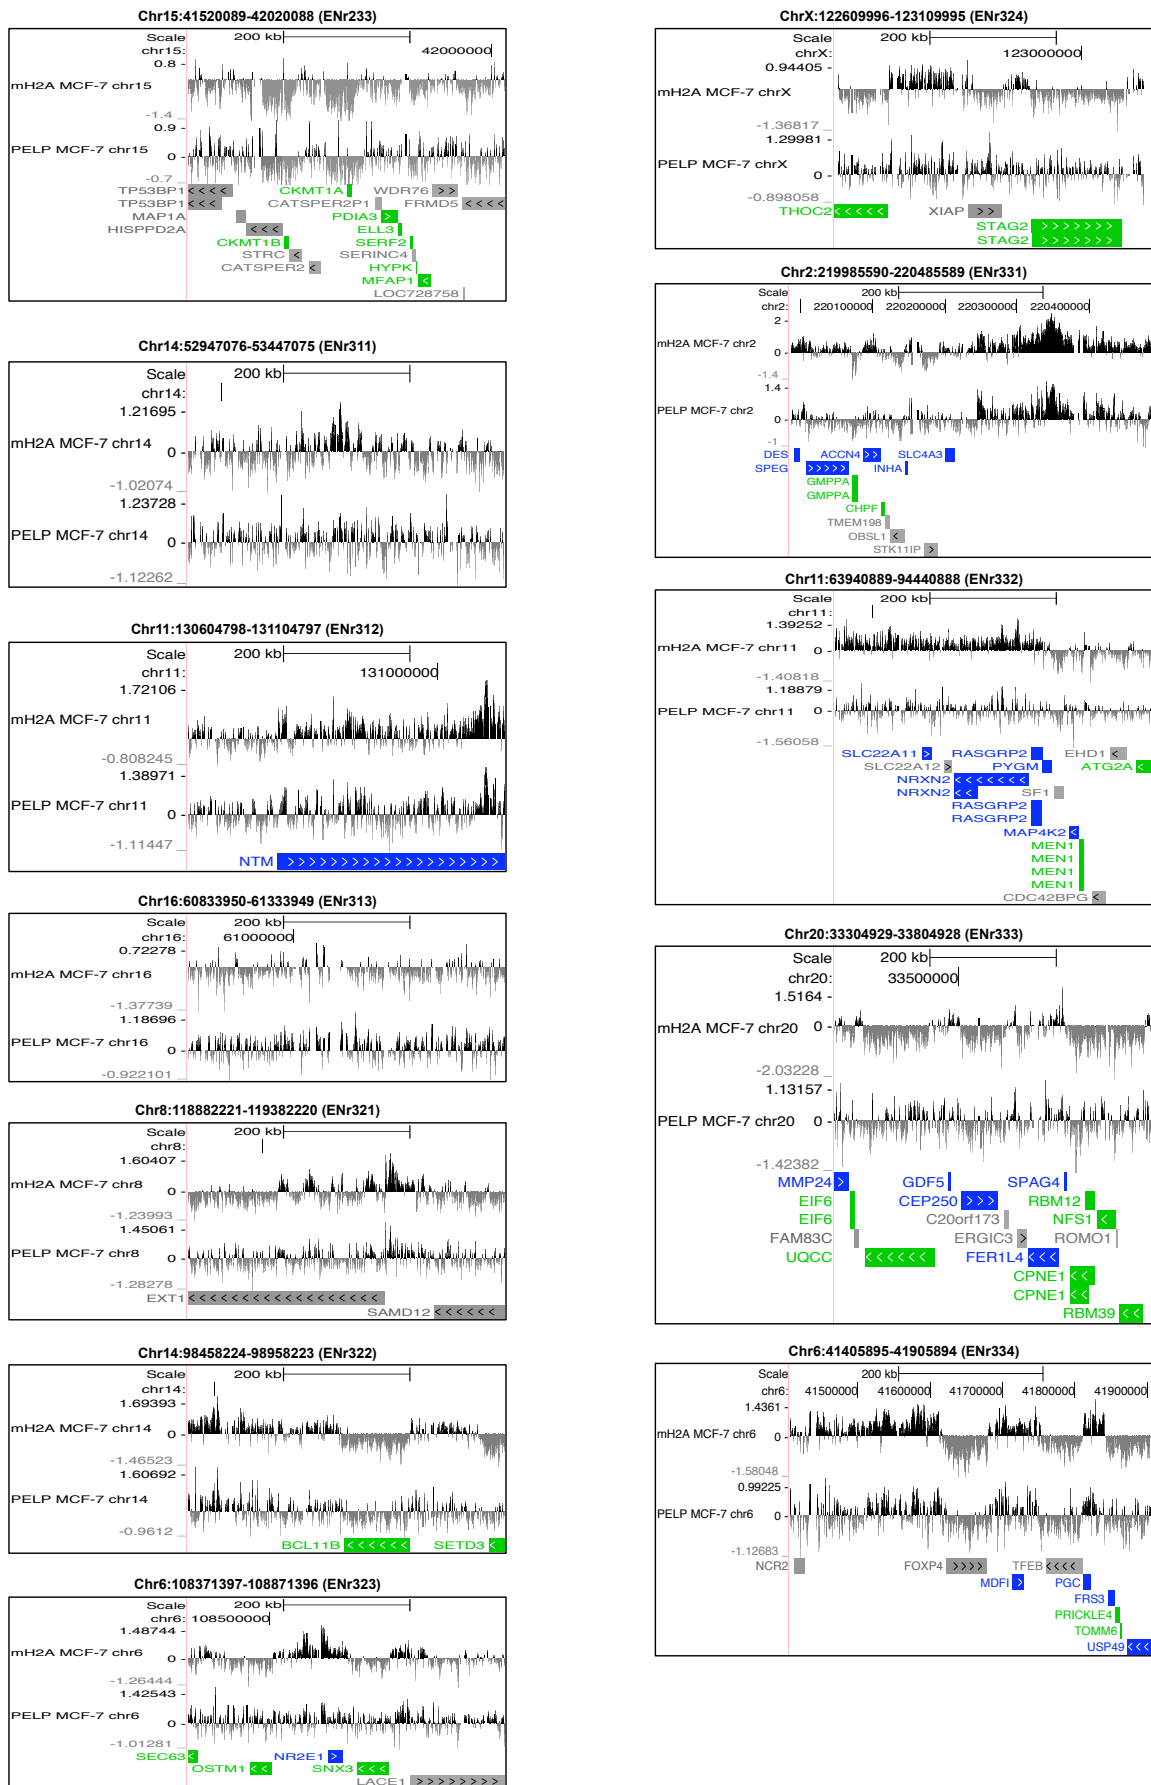 Chr15:41520089-42020088 (ENr233)
Scale 200 kb
chr15: 42000000
0.8 -
mH2A MCF-7 chr15
-1.4 _
0.9 -
PELP MCF-7 chr15 0 -
-0.7 _
TP53BP1 CKMT1A WDR76
TP53BP1 CATSPER2P1 FRMD5
MAP1A PDIA3
HISPPD2A ELL3
CKMT1B SERF2
STRC SERINC4
CATSPER2 HYPK
MFAP1
LOC728758
Chr14:52947076-53447075 (ENr311)
Scale 200 kb
chr14:
1.21695 -
mH2A MCF-7 chr14
0 -
-1.02074 _
1.23728 -
PELP MCF-7 chr14
0 -
-1.12262 _
Chr11:130604798-131104797 (ENr312)
Scale 200 kb
chr11: 131000000
1.72106 -
mH2A MCF-7 chr11
0 -
-0.808245 _
1.38971 -
PELP MCF-7 chr11
0 -
-1.11447 _
NTM
Chr16:60833950-61333949 (ENr313)
Scale 200 kb
chr16: 61000000
0.72278 -
mH2A MCF-7 chr16
-1.37739 _
1.18696 -
PELP MCF-7 chr16
0 -
-0.922101 _
Chr8:118882221-119382220 (ENr321)
Scale 200 kb
chr8:
1.60407 -
mH2A MCF-7 chr8
0 -
-1.23993 _
1.45061 -
PELP MCF-7 chr8
0 -
-1.28278 _
EXT1
SAMD12
Chr14:98458224-98958223 (ENr322)
Scale 200 kb
chr14:
1.69393 -
mH2A MCF-7 chr14
0 -
-1.46523 _
1.60692 -
PELP MCF-7 chr14
0 -
-0.9612 _
BCL11B SETD3
Chr6:108371397-108871396 (ENr323)
Scale 200 kb
chr6: 108500000
1.48744 -
mH2A MCF-7 chr6
0 -
-1.26444 _
1.42543 -
PELP MCF-7 chr6
0 -
-1.01281 _
SEC63 NR2E1
OSTM1 SNX3
LACE1
ChrX:122609996-123109995 (ENr324)
Scale 200 kb
chrX: 123000000
0.94405 -
mH2A MCF-7 chrX
-1.36817 _
1.29981 -
PELP MCF-7 chrX
0 -
-0.898058 _
THOC2 XIAP
STAG2
STAG2
Chr2:219985590-220485589 (ENr331)
Scale 200 kb
chr2: 220100000 220200000 220300000 220400000
2 -
mH2A MCF-7 chr2
0 -
-1.4 _
1.4 -
PELP MCF-7 chr2
0 -
-1 _
DES ACCN4 SLC4A3
SPEG INHA
GMPPA
GMPPA
CHPF
TMEM198
OBSL1
STK11IP
Chr11:63940889-94440888 (ENr332)
Scale 200 kb
chr11:
1.39252 -
mH2A MCF-7 chr11 0 -
-1.40818 _
1.18879 -
PELP MCF-7 chr11 0 -
-1.56058 _
SLC22A11 RASGRP2 EHD1
SLC22A12 PYGM ATG2A
NRXN2
NRXN2 SF1
RASGRP2
RASGRP2
MAP4K2
MEN1
MEN1
MEN1
MEN1
CDC42BPG
Chr20:33304929-33804928 (ENr333)
Scale 200 kb
chr20: 33500000
1.5164 -
mH2A MCF-7 chr20 0 -
-2.03228 _
1.13157 -
PELP MCF-7 chr20 0 -
-1.42382 _
MMP24 GDF5 SPAG4
EIF6 CEP250 RBM12
EIF6 C20orf173 NFS1
FAM83C ERGIC3 ROMO1
UQCC FER1L4
CPNE1
CPNE1
RBM39
Chr6:41405895-41905894 (ENr334)
Scale 200 kb
chr6: 41500000 41600000 41700000 41800000 41900000
1.4361 -
mH2A MCF-7 chr6 0 -
-1.58048 _
0.99225 -
PELP MCF-7 chr6 0 -
-1.12683 _
NCR2 FOXP4 TFEB
MDFI PGC
FRS3
PRICKLE4
TOMM6
USP49